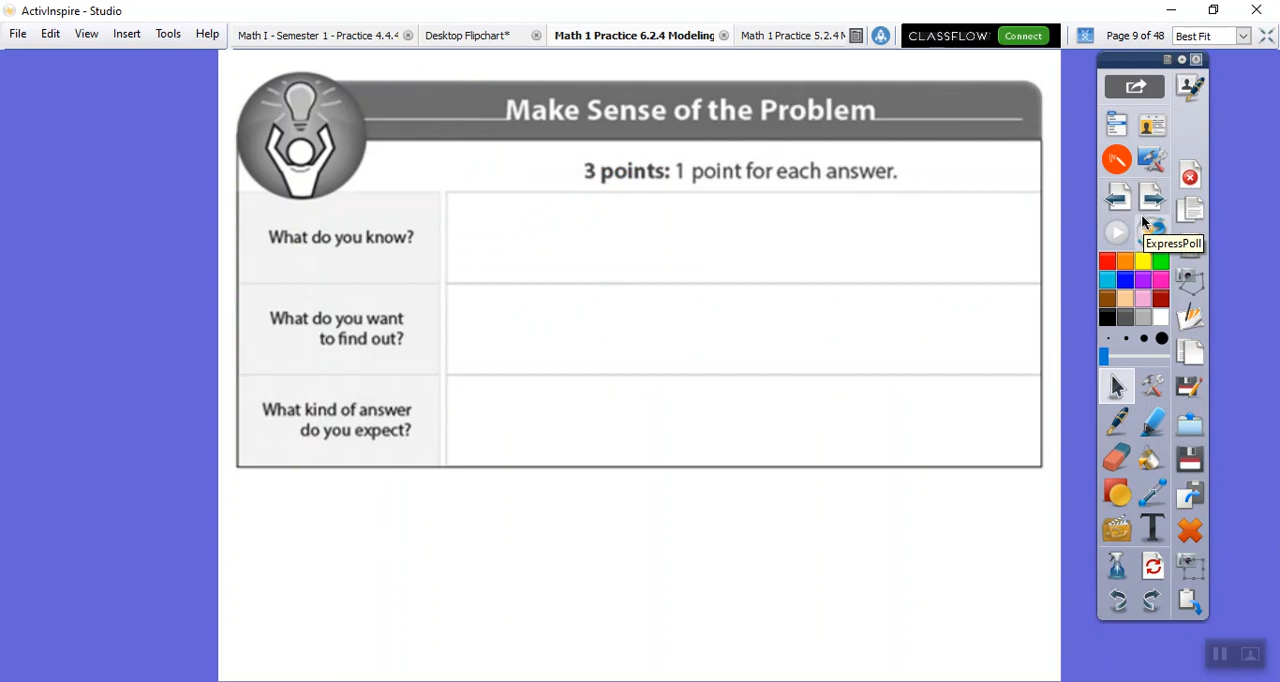 ActivInspire - Studio
File Edit View Insert Tools Help
Math I - Semester 1 - Practice 4.4.4 Desktop Flipchart* Math 1 Practice 6.2.4 Modeling Math 1 Practice 5.2.4 M
CLASSFLOW Connect
Page 9 of 48 Best Fit
Make Sense of the Problem
3 points: 1 point for each answer.
What do you know?
What do you want
to find out?
What kind of answer
do you expect?
ExpressPoll
T